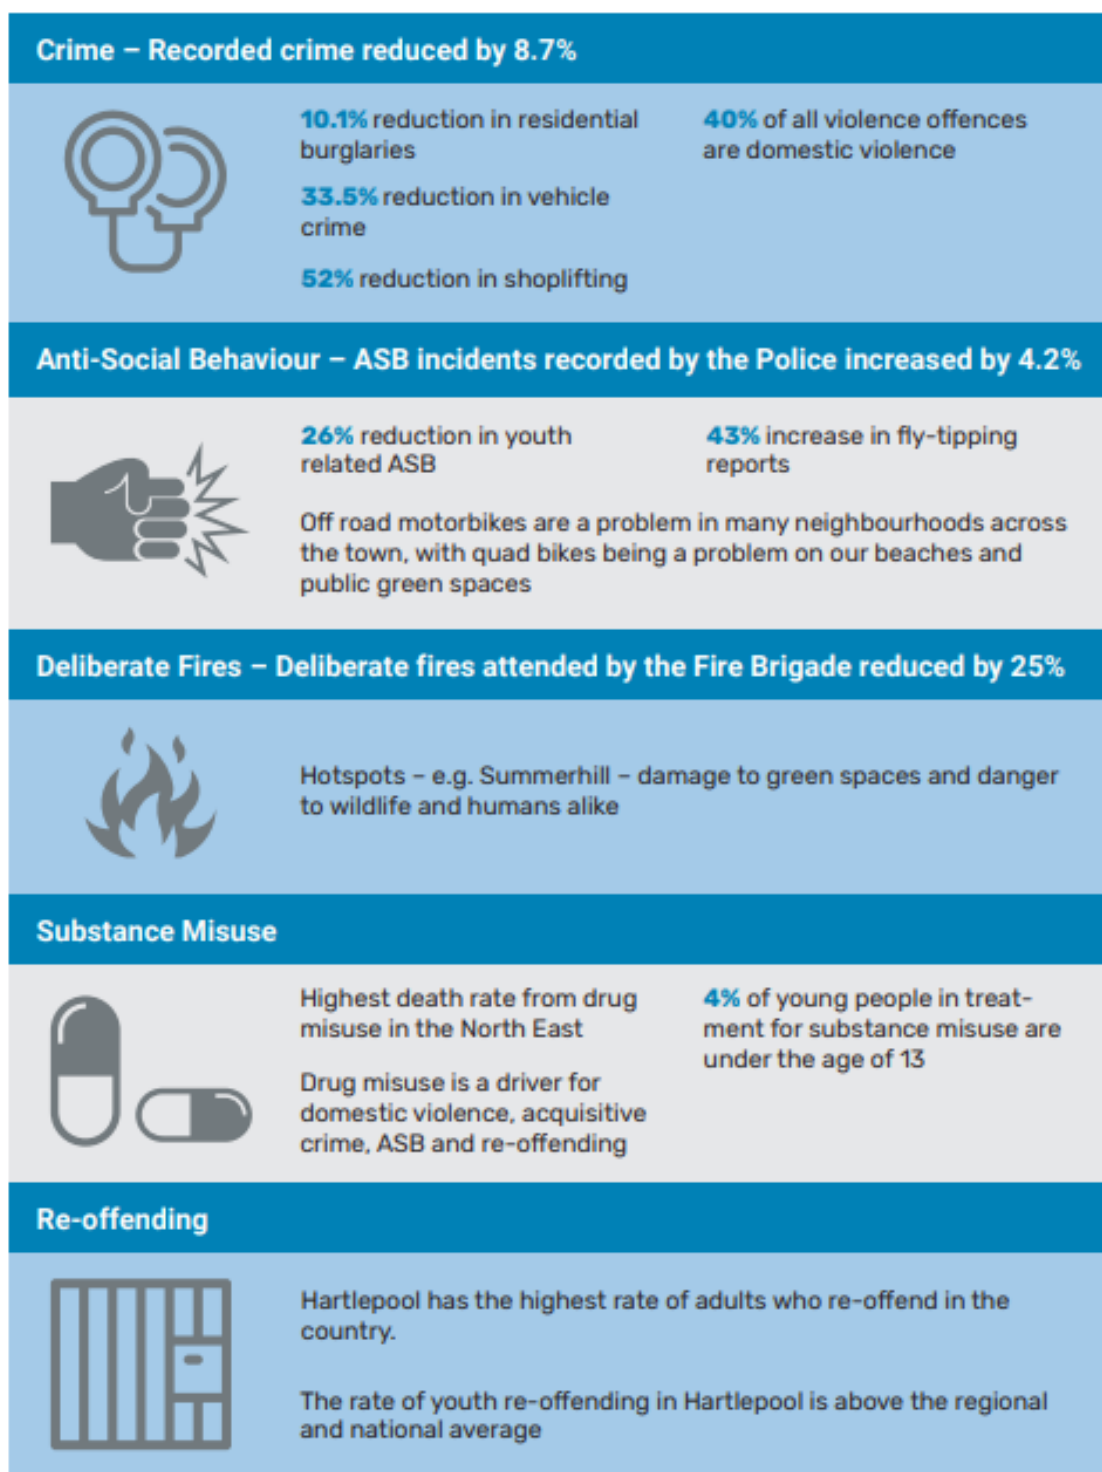 Crime – Recorded crime reduced by 8.7%
10.1% reduction in residential
burglaries
33.5% reduction in vehicle
crime
52% reduction in shoplifting
40% of all violence offences
are domestic violence
Anti-Social Behaviour – ASB incidents recorded by the Police increased by 4.2%
26% reduction in youth
related ASB
43% increase in fly-tipping
reports
Off road motorbikes are a problem in many neighbourhoods across
the town, with quad bikes being a problem on our beaches and
public green spaces
Deliberate Fires – Deliberate fires attended by the Fire Brigade reduced by 25%
Hotspots – e.g. Summerhill – damage to green spaces and danger
to wildlife and humans alike
Substance Misuse
Highest death rate from drug
misuse in the North East
Drug misuse is a driver for
domestic violence, acquisitive
crime, ASB and re-offending
4% of young people in treat-
ment for substance misuse are
under the age of 13
Re-offending
Hartlepool has the highest rate of adults who re-offend in the
country.
The rate of youth re-offending in Hartlepool is above the regional
and national average